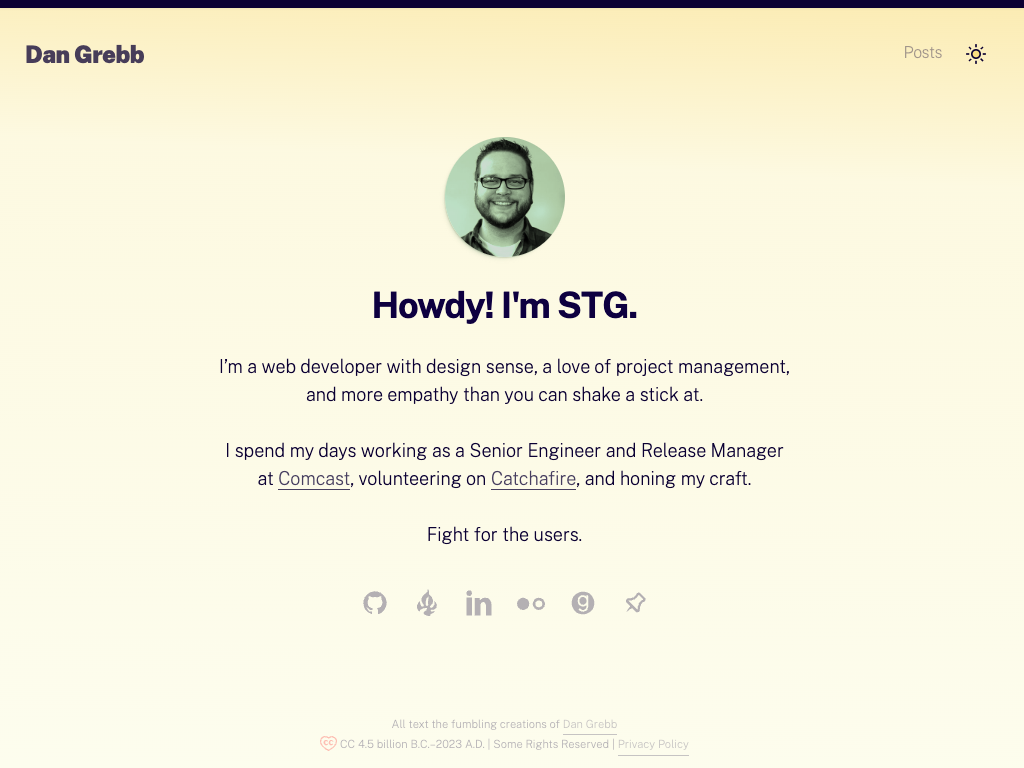 Dan Grebb
Posts
Howdy! I'm STG.
I’m a web developer with design sense, a love of project management,
and more empathy than you can shake a stick at.
I spend my days working as a Senior Engineer and Release Manager
at Comcast, volunteering on Catchafire, and honing my craft.
Fight for the users.
All text the fumbling creations of Dan Grebb
CC 4.5 billion B.C.–2023 A.D. | Some Rights Reserved | Privacy Policy